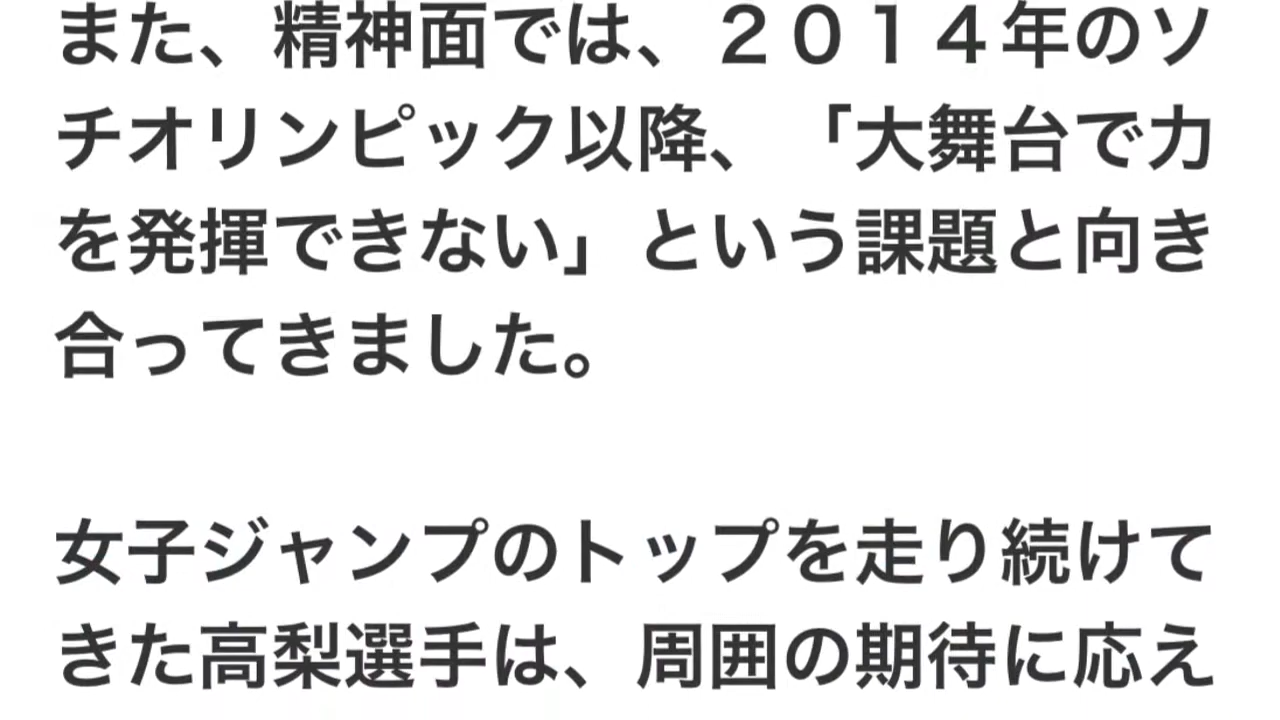 また、精神面では、２０１４年のソ
チオリンピック以降、「大舞台で力
を発揮できない」という課題と向き
合ってきました。
女子ジャンプのトップを走り続けて
きた高梨選手は、周囲の期待に応え